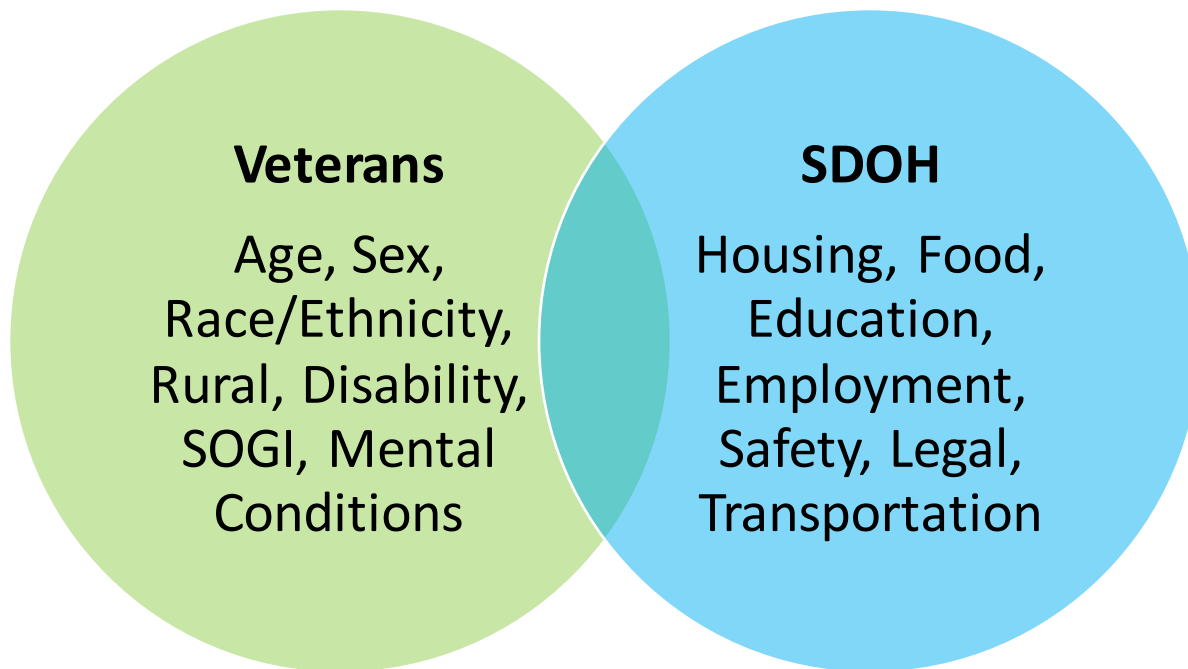 Veterans
Age, Sex,
Race/Ethnicity,
Rural, Disability,
SOGI, Mental
Conditions
SDOH
Housing, Food,
Education,
Employment,
Safety, Legal,
Transportation